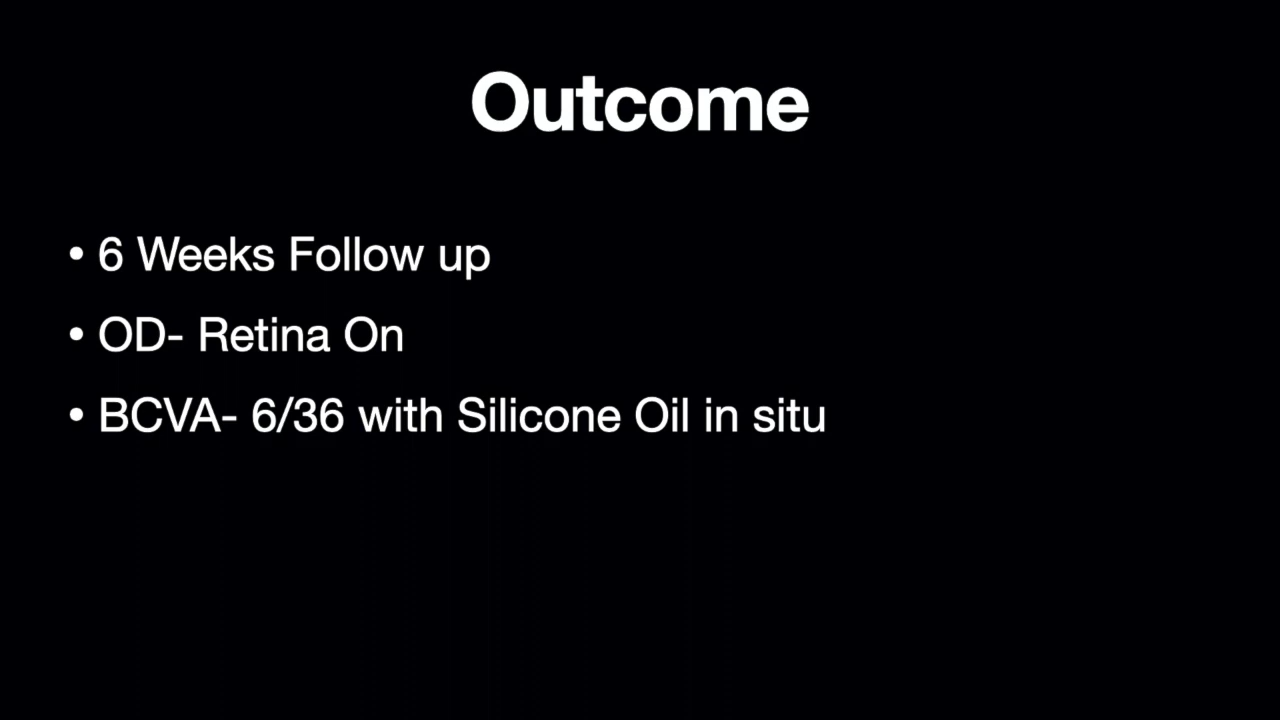 Outcome
• 6 Weeks Follow up
• OD- Retina On
• BCVA- 6/36 with Silicone Oil in situ